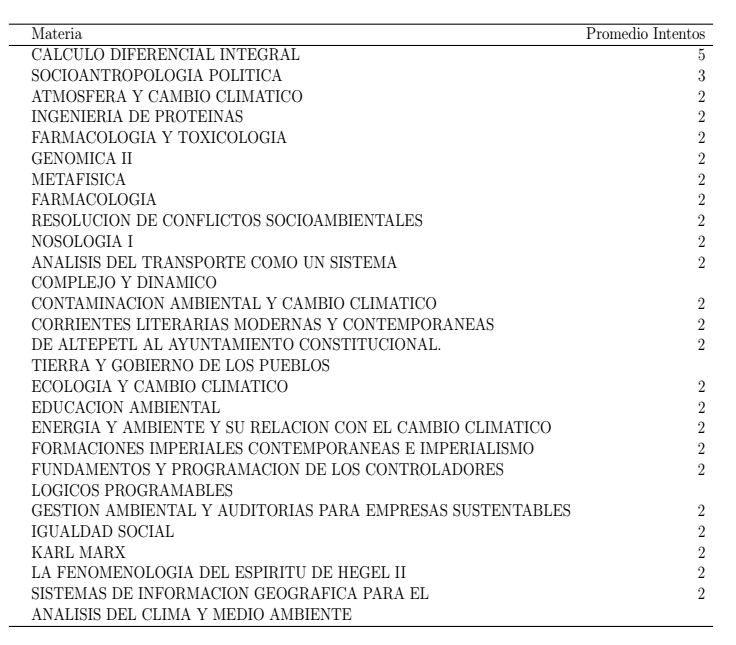 Materia Promedio Intentos
CALCULO DIFERENCIAL INTEGRAL 5
SOCIOANTROPOLOGIA POLITICA 3
ATMOSFERA Y CAMBIO CLIMATICO 2
INGENIERIA DE PROTEINAS 2
FARMACOLOGIA Y TOXICOLOGIA 2
GENOMICA II 2
METAFISICA 2
FARMACOLOGIA 2
RESOLUCION DE CONFLICTOS SOCIOAMBIENTALES 2
NOSOLOGIA I 2
ANALISIS DEL TRANSPORTE COMO UN SISTEMA 2
COMPLEJO Y DINAMICO
CONTAMINACION AMBIENTAL Y CAMBIO CLIMATICO 2
CORRIENTES LITERARIAS MODERNAS Y CONTEMPORANEAS 2
DE ALTEPETL AL AYUNTAMIENTO CONSTITUCIONAL. 2
TIERRA Y GOBIERNO DE LOS PUEBLOS
ECOLOGIA Y CAMBIO CLIMATICO 2
EDUCACION AMBIENTAL 2
ENERGIA Y AMBIENTE Y SU RELACION CON EL CAMBIO CLIMATICO 2
FORMACIONES IMPERIALES CONTEMPORANEAS E IMPERIALISMO 2
FUNDAMENTOS Y PROGRAMACION DE LOS CONTROLADORES 2
LOGICOS PROGRAMABLES
GESTION AMBIENTAL Y AUDITORIAS PARA EMPRESAS SUSTENTABLES 2
IGUALDAD SOCIAL 2
KARL MARX 2
LA FENOMENOLOGIA DEL ESPIRITU DE HEGEL II 2
SISTEMAS DE INFORMACION GEOGRAFICA PARA EL 2
ANALISIS DEL CLIMA Y MEDIO AMBIENTE